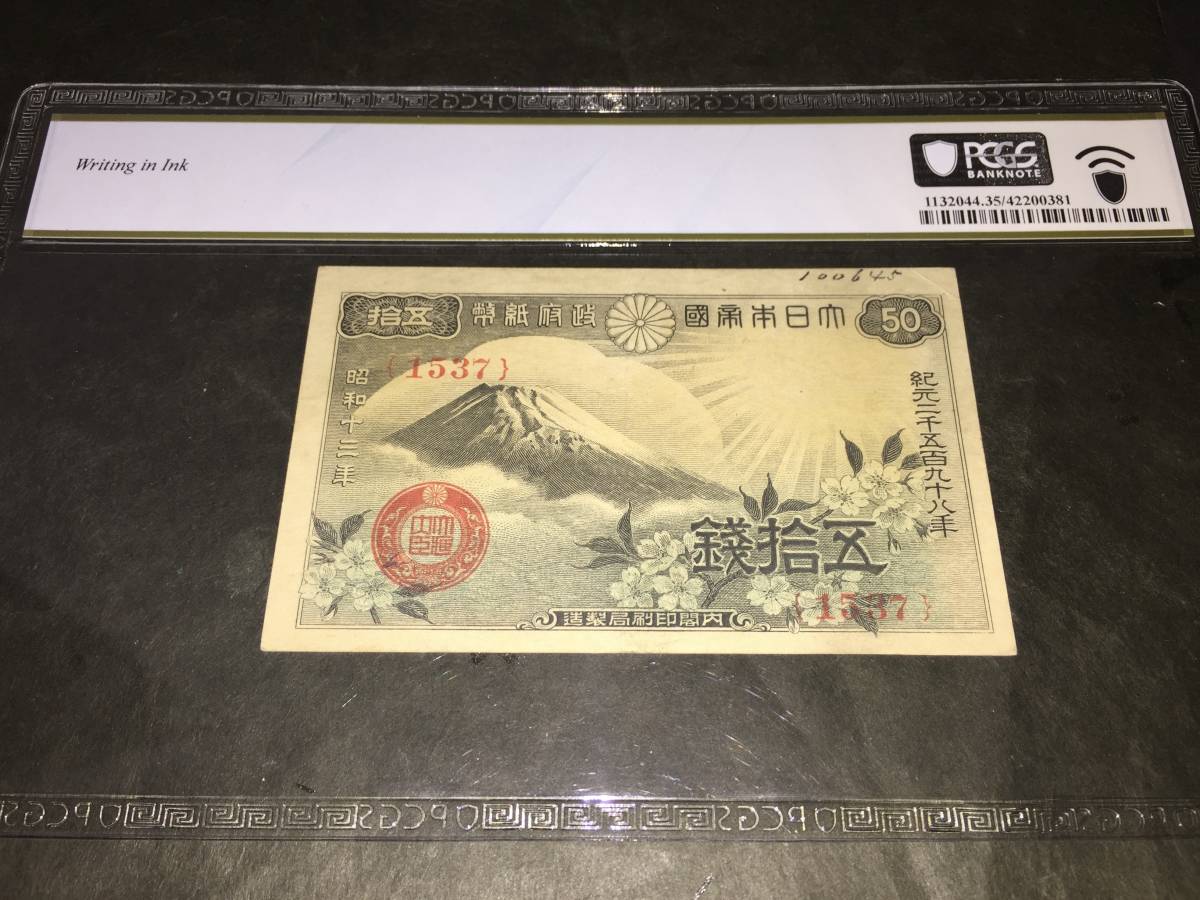 Writing in Ink
PCGS
BANKNOTE
1132044.35/42200381
100645
拾五
幣紙府政
國帝本日大
50
{1537}
昭和十三年
紀元二千五百九十八年
錢拾五
{1537}
造製局刷印閣内